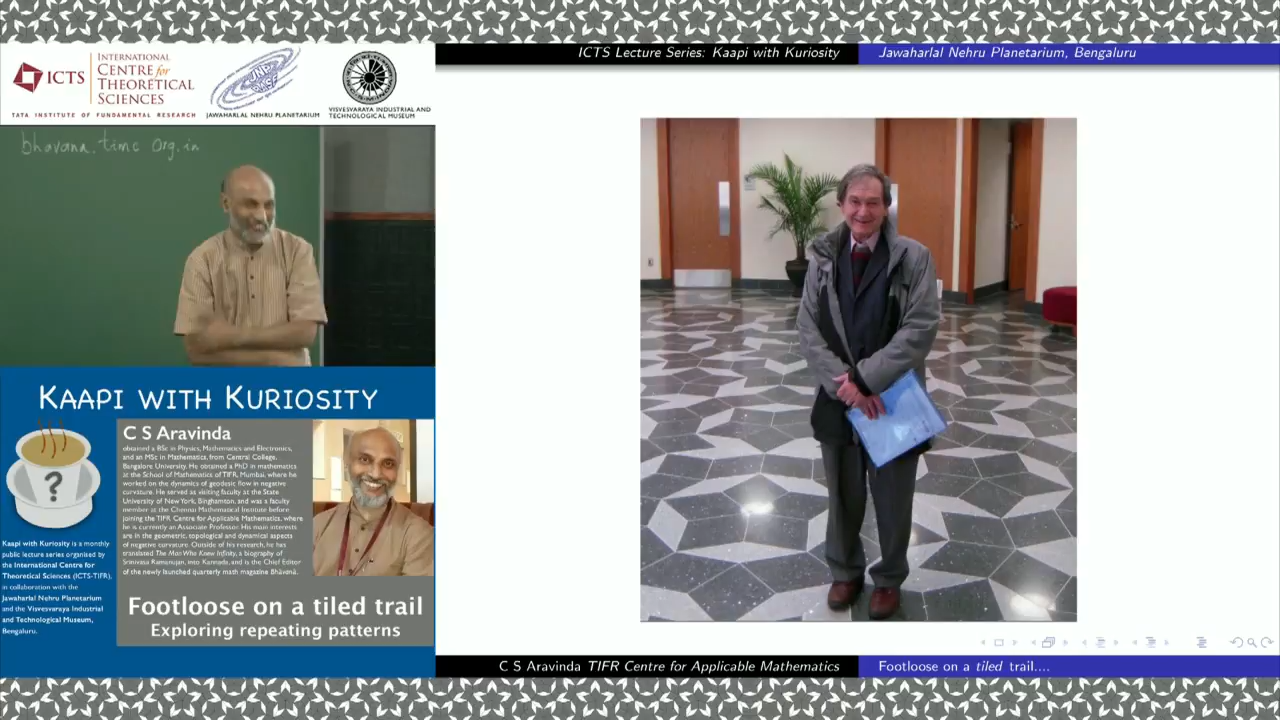 ICTS
INTERNATIONAL
CENTRE for
THEORETICAL
SCIENCES
TATA INSTITUTE OF FUNDAMENTAL RESEARCH
JAWAHARLAL NEHRU PLANETARIUM
VISVESVARAYA INDUSTRIAL AND
TECHNOLOGICAL MUSEUM
ICTS Lecture Series: Kaapi with Kuriosity
Jawaharlal Nehru Planetarium, Bengaluru
bhavana.timc org.in
KAAPI WITH KURIOSITY
?
Kaapi with Kuriosity is a monthly
public lecture series organised by
the International Centre for
Theoretical Sciences (ICTS-TIFR),
in collaboration with the
Jawaharlal Nehru Planetarium
and the Visvesvaraya Industrial
and Technological Museum,
Bengaluru.
C S Aravinda
obtained a BSc in Physics, Mathematics and Electronics,
and an MSc in Mathematics, from Central College,
Bangalore University. He obtained a PhD in mathematics
at the School of Mathematics of TIFR, Mumbai, where he
worked on the dynamics of geodesic flow in negative
curvature. He served as visiting faculty at the State
University of New York, Binghamton, and was a faculty
member at the Chennai Mathematical Institute before
joining the TIFR Centre for Applicable Mathematics, where
he is currently an Associate Professor. His main interests
are in the geometric, topological and dynamical aspects
of negative curvature. Outside of his research, he has
translated The Man Who Knew Infinity, a biography of
Srinivasa Ramanujan, into Kannada, and is the Chief Editor
of the newly launched quarterly math magazine Bhāvanā.
Footloose on a tiled trail
Exploring repeating patterns
C S Aravinda TIFR Centre for Applicable Mathematics
Footloose on a tiled trail....